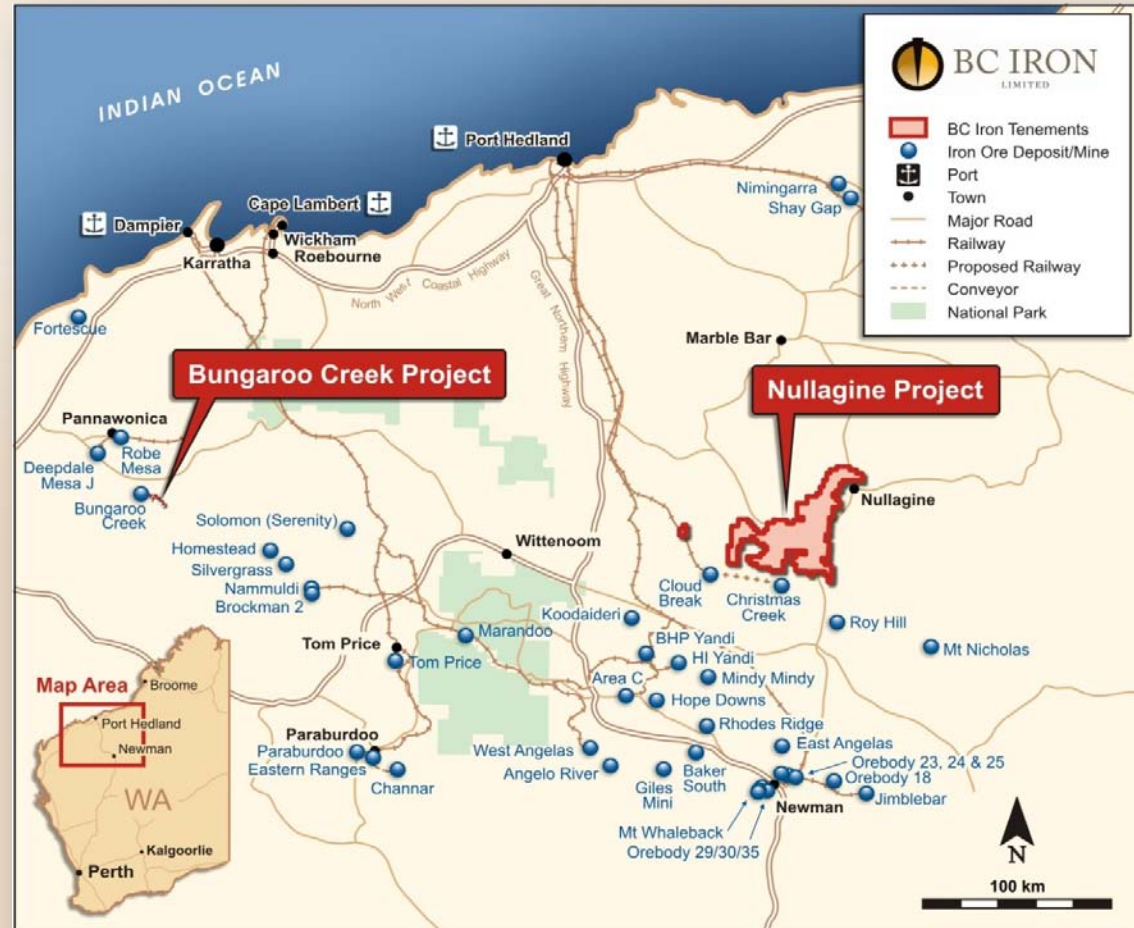 INDIAN OCEAN
BC IRON
LIMITED
BC Iron Tenements
Iron Ore Deposit/Mine
Port
Town
Major Road
Railway
Proposed Railway
Conveyor
National Park
Port Hedland
Nimingarra
Shay Gap
Cape Lambert
Dampier
Wickham
Roebourne
Karratha
North West Coastal Highway
Great Northern Highway
Fortescue
Marble Bar
Bungaroo Creek Project
Nullagine Project
Pannawonica
Robe
Mesa
Deepdale
Mesa J
Bungaroo
Creek
Nullagine
Solomon (Serenity)
Homestead
Silvergrass
Nammuldi
Brockman 2
Wittenoom
Cloud
Break
Christmas
Creek
Koodaideri
Roy Hill
Mt Nicholas
Marandoo
Tom Price
Tom Price
BHP Yandi
HI Yandi
Mindy Mindy
Area C
Hope Downs
Rhodes Ridge
Paraburdoo
Paraburdoo
Eastern Ranges
Channar
West Angelas
Angelo River
Giles
Mini
Baker
South
East Angelas
Orebody 23, 24 & 25
Orebody 18
Jimblebar
Newman
Mt Whaleback
Orebody 29/30/35
Map Area
Broome
Port Hedland
Newman
WA
Kalgoorlie
Perth
N
100 km